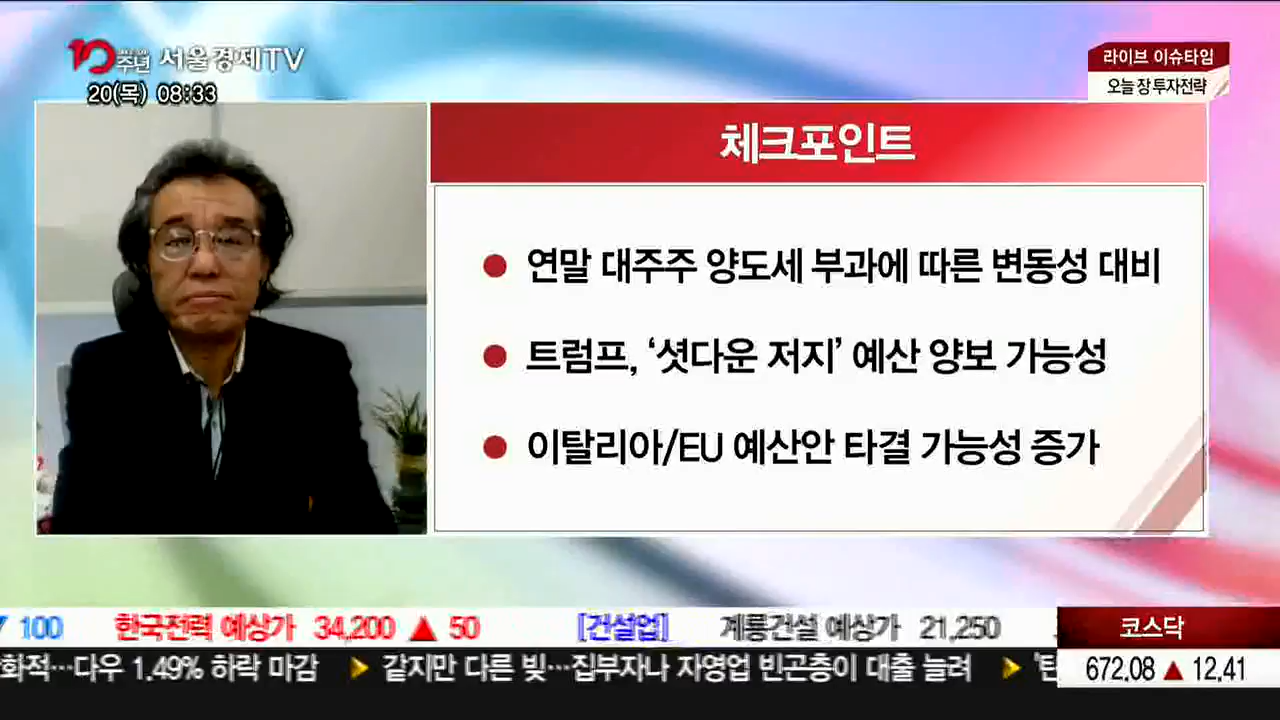 10주년 서울경제TV
20(목) 08:33
라이브 이슈타임
오늘 장 투자전략
체크포인트
● 연말 대주주 양도세 부과에 따른 변동성 대비
● 트럼프, ‘셧다운 저지’ 예산 양보 가능성
● 이탈리아/EU 예산안 타결 가능성 증가
▼ 100 한국전력 예상가 34,200 ▲ 50 [건설업] 계룡건설 예상가 21,250
코스닥
화적…다우 1.49% 하락 마감 ▶ 같지만 다른 빚…집부자나 자영업 빈곤층이 대출 늘려 ▶
672.08 ▲ 12.41